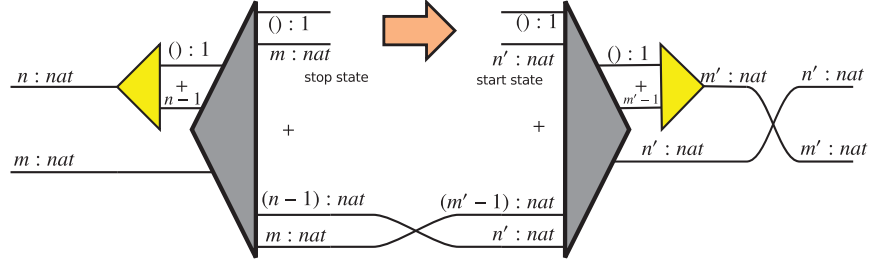 () : 1
() : 1
n : nat
() : 1
+
n − 1
m : nat
m : nat
stop state
+
(n − 1) : nat
m : nat
() : 1
n′ : nat
start state
+
(m′ − 1) : nat
n′ : nat
() : 1
+
m′ − 1
m′ : nat
n′ : nat
n′ : nat
m′ : nat